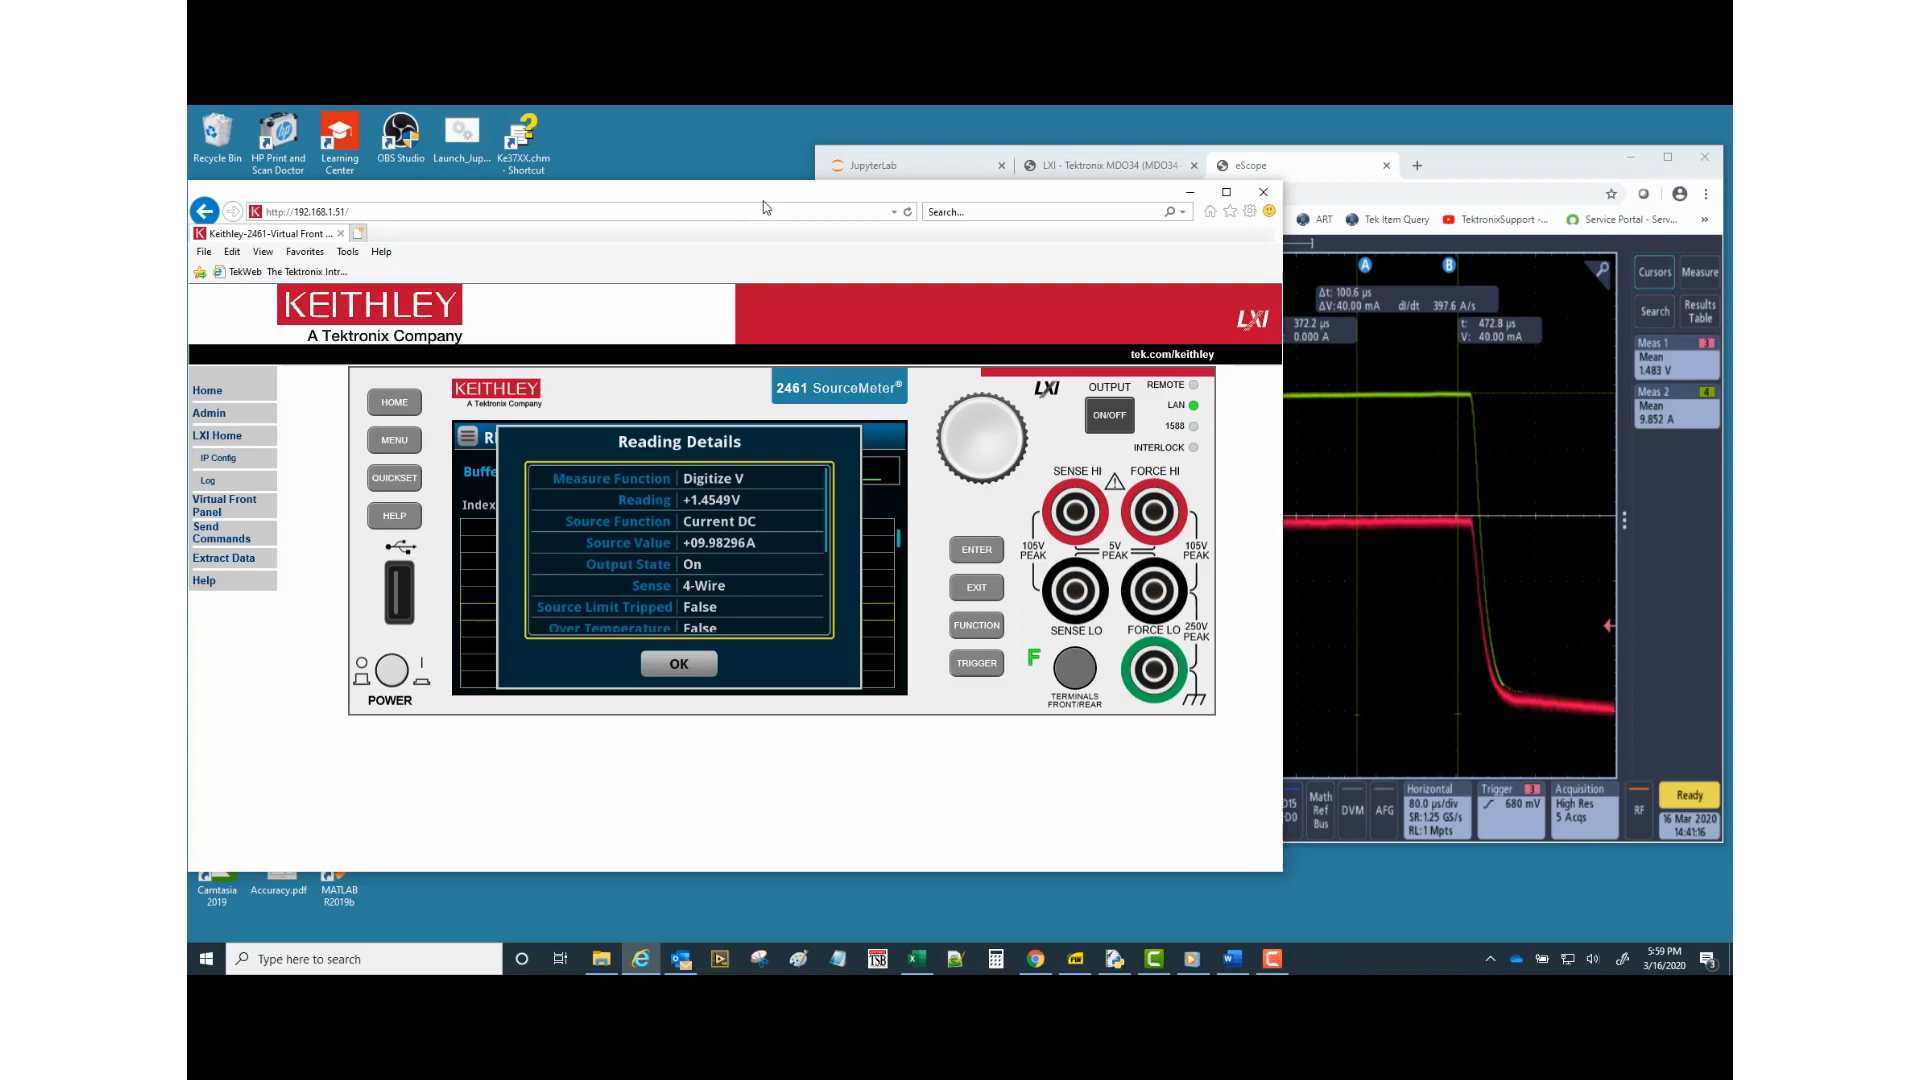 Recycle Bin
HP Print and
Scan Doctor
Learning
Center
OBS Studio
Launch_Jup...
Ke37XX.chm
- Shortcut
JupyterLab
LXI - Tektronix MDO34 (MDO34
eScope
http://192.168.1.51/
Search...
ART
Tek Item Query
TektronixSupport -...
Service Portal - Serv...
Keithley-2461-Virtual Front ...
File Edit View Favorites Tools Help
TekWeb The Tektronix Intr...
KEITHLEY
A Tektronix Company
LXI
tek.com/keithley
Home
Admin
LXI Home
IP Config
Log
Virtual Front
Panel
Send
Commands
Extract Data
Help
HOME
MENU
QUICKSET
HELP
POWER
KEITHLEY
A Tektronix Company
2461 SourceMeter®
Buffe
Index
Reading Details
Measure Function Digitize V
Reading +1.4549V
Source Function Current DC
Source Value +09.98296A
Output State On
Sense 4-Wire
Source Limit Tripped False
Over Temperature False
OK
LXI
OUTPUT
ON/OFF
REMOTE
LAN
1588
INTERLOCK
SENSE HI
FORCE HI
105V
PEAK
5V
PEAK
105V
PEAK
SENSE LO
FORCE LO
250V
PEAK
ENTER
EXIT
FUNCTION
TRIGGER
F
TERMINALS
FRONT/REAR
A
B
Δt: 100.6 µs
ΔV: 40.00 mA dI/dt 397.6 A/s
372.2 µs
0.000 A
t: 472.8 µs
V: 40.00 mA
Cursors
Measure
Search
Results
Table
Meas 1 3
Mean
1.483 V
Meas 2 4
Mean
9.852 A
D15
-D0
Math
Ref
Bus
DVM
AFG
Horizontal
80.0 µs/div
SR: 1.25 GS/s
RL: 1 Mpts
Trigger 3
680 mV
Acquisition
High Res
5 Acqs
RF
Ready
16 Mar 2020
14:41:16
Camtasia
2019
Accuracy.pdf
MATLAB
R2019b
Type here to search
TSB
PDF
5:59 PM
3/16/2020
3